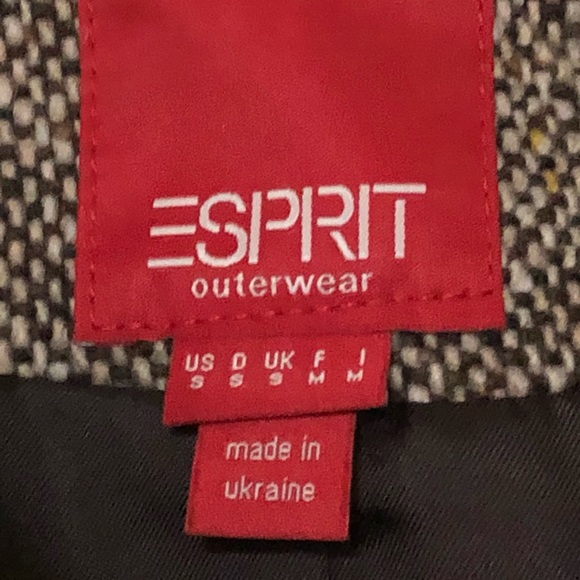 ESPRIT
outerwear
US D UK F I
S S S M M
made in
ukraine